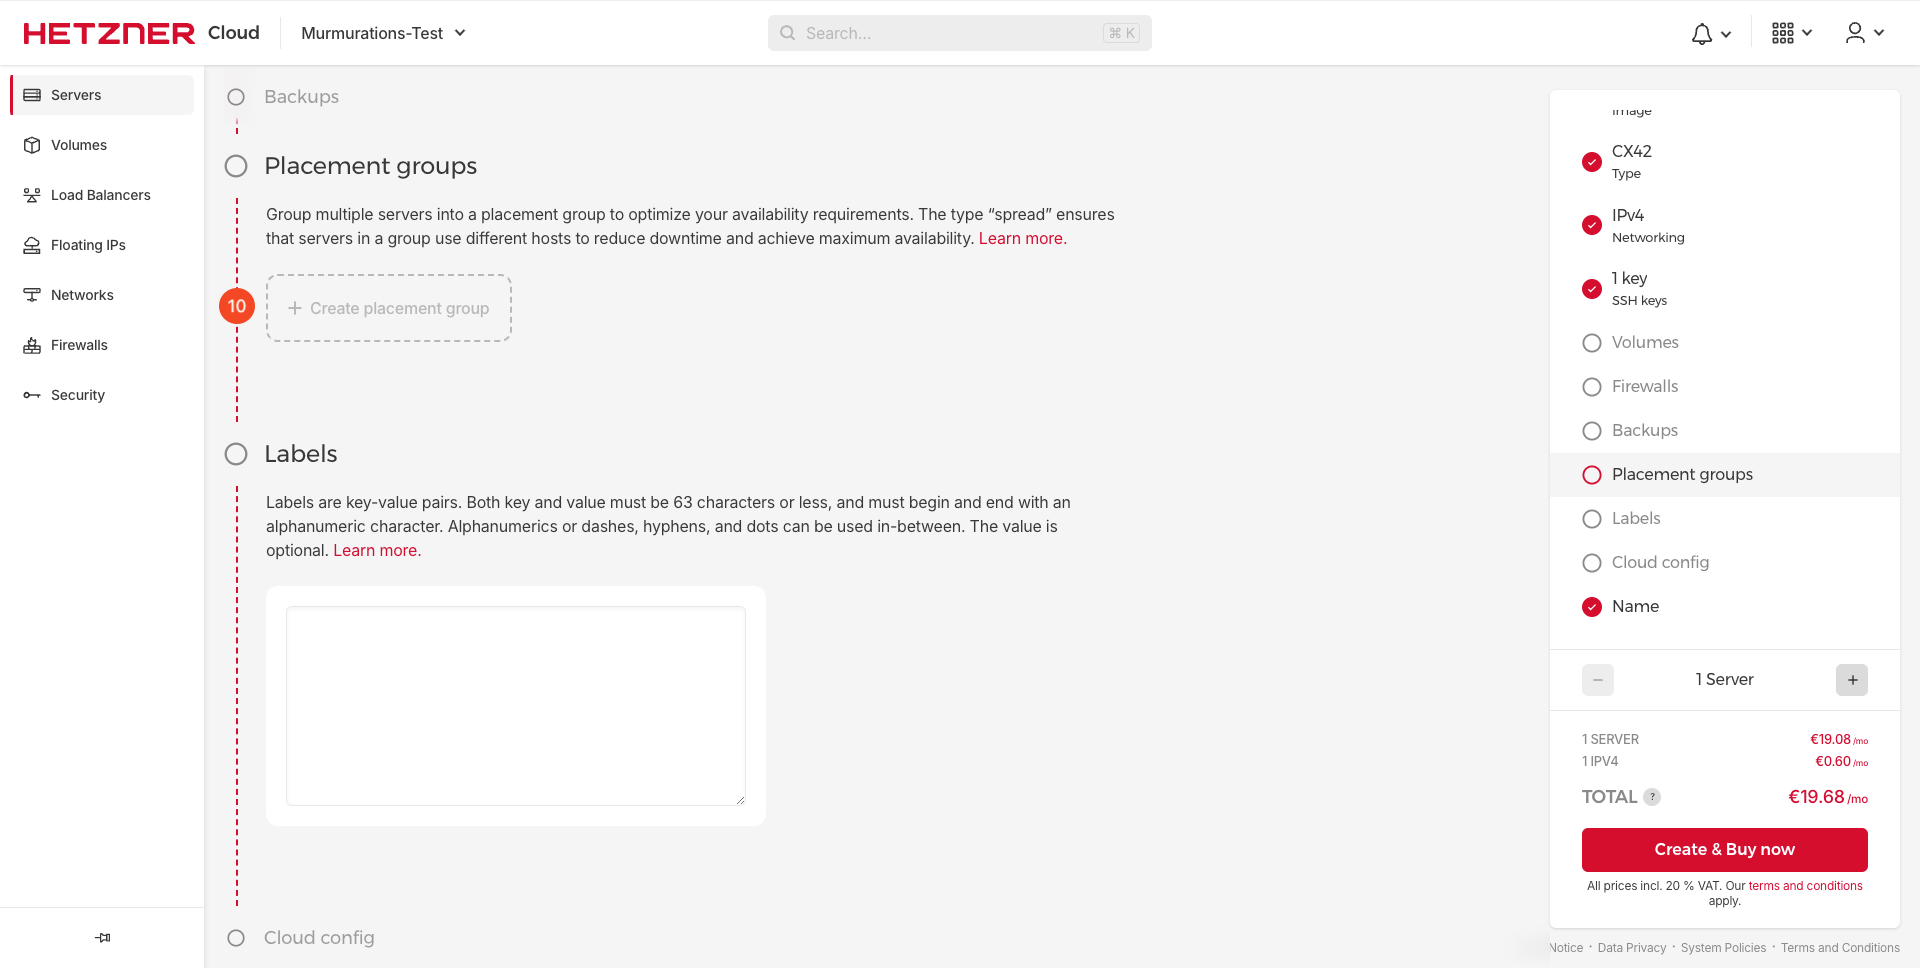 HETZNER Cloud
Murmurations-Test
Search...
⌘ K
Servers
Volumes
Load Balancers
Floating IPs
Networks
Firewalls
Security
Backups
Placement groups
Group multiple servers into a placement group to optimize your availability requirements. The type “spread” ensures
that servers in a group use different hosts to reduce downtime and achieve maximum availability. Learn more.
10
+ Create placement group
Labels
Labels are key-value pairs. Both key and value must be 63 characters or less, and must begin and end with an
alphanumeric character. Alphanumerics or dashes, hyphens, and dots can be used in-between. The value is
optional. Learn more.
Cloud config
Image
CX42
Type
IPv4
Networking
1 key
SSH keys
Volumes
Firewalls
Backups
Placement groups
Labels
Cloud config
Name
− 1 Server +
1 SERVER €19.08 /mo
1 IPV4 €0.60 /mo
TOTAL ? €19.68 /mo
Create & Buy now
All prices incl. 20 % VAT. Our terms and conditions
apply.
Notice · Data Privacy · System Policies · Terms and Conditions